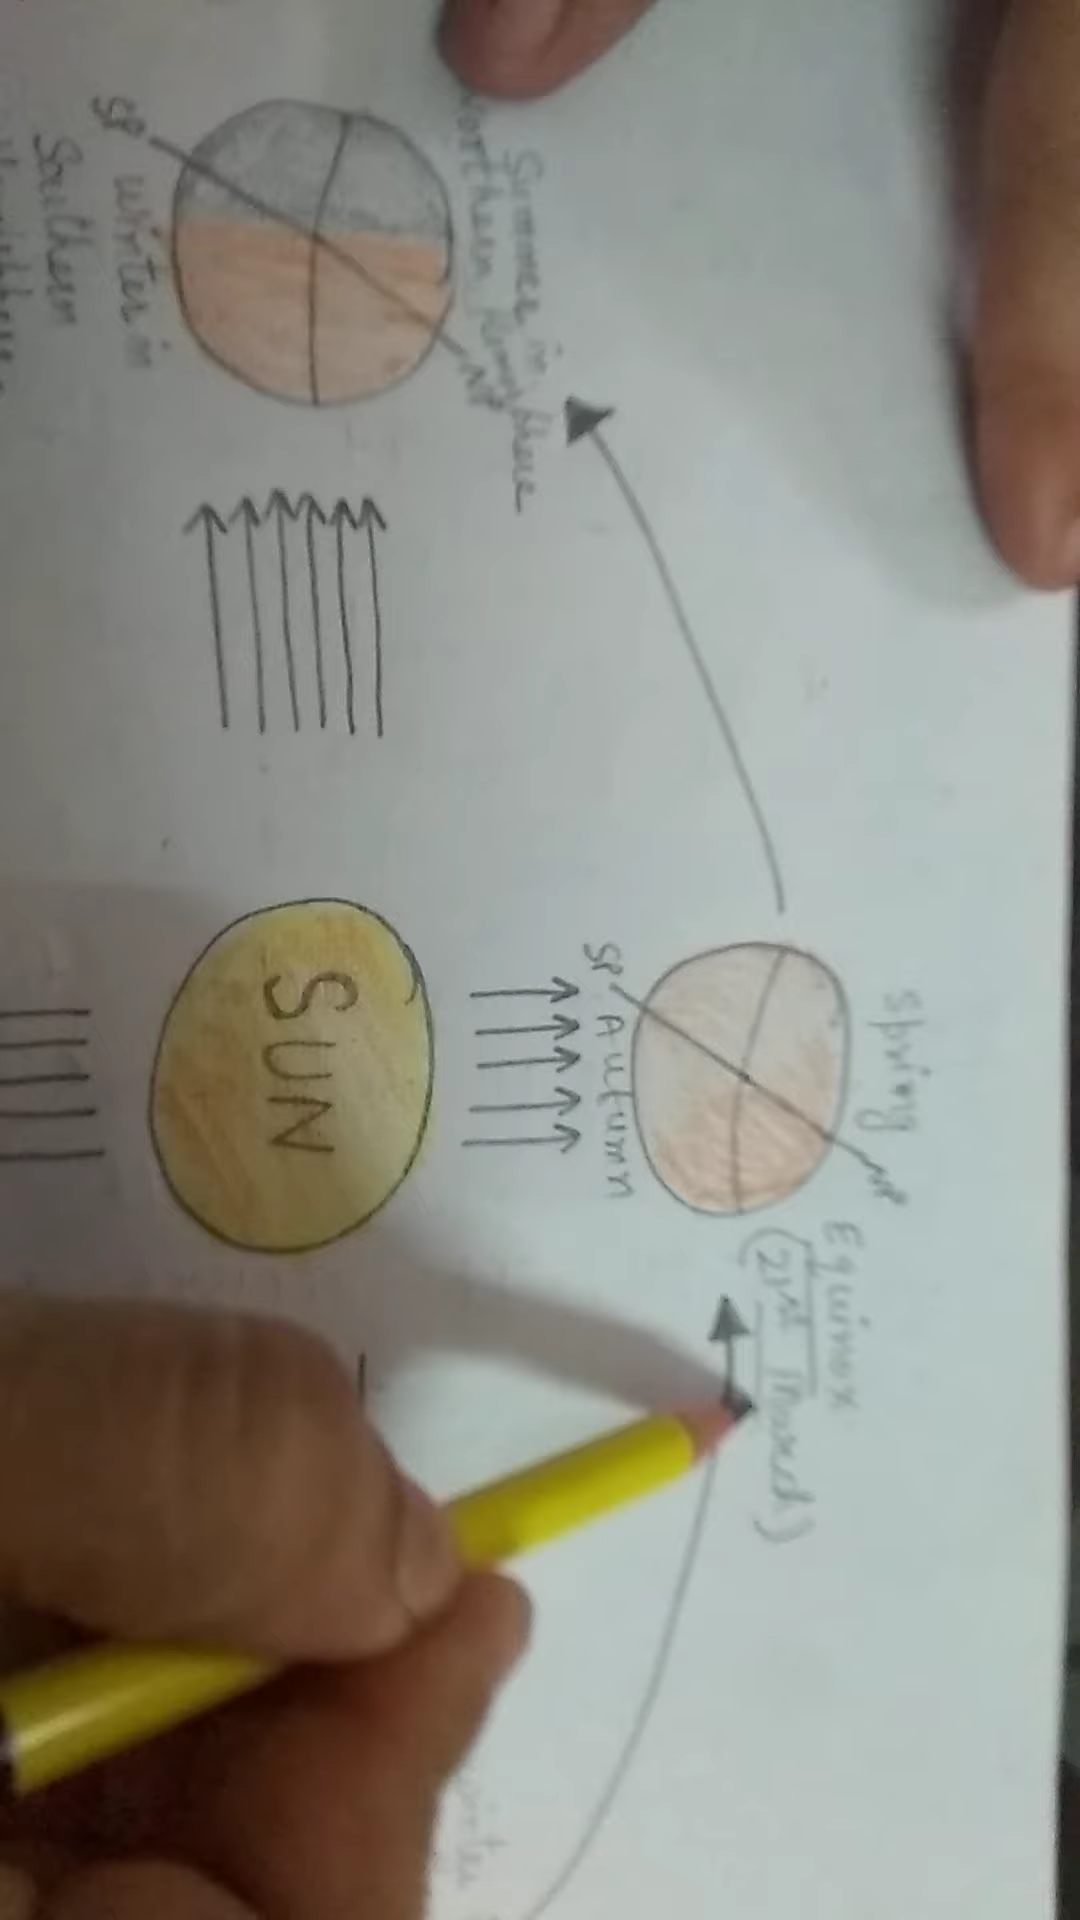 Spring
NP
Equinox
(21st March)
SP
Autumn
Summer in
Northern Hemisphere
NP
SP
winter in
Southern
SUN